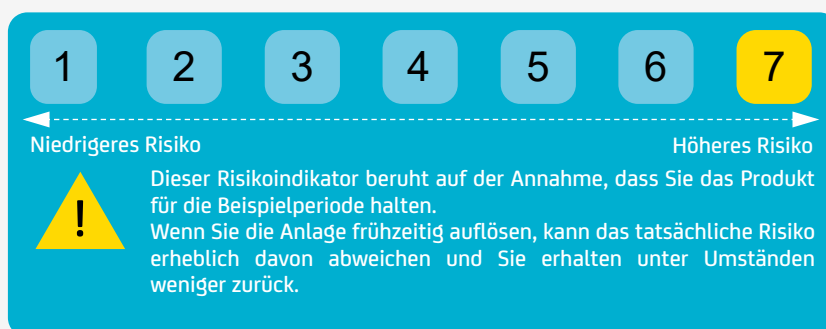 1 2 3 4 5 6 7
Niedrigeres Risiko Höheres Risiko
Dieser Risikoindikator beruht auf der Annahme, dass Sie das Produkt
für die Beispielperiode halten.
!
Wenn Sie die Anlage frühzeitig auflösen, kann das tatsächliche Risiko
erheblich davon abweichen und Sie erhalten unter Umständen
weniger zurück.